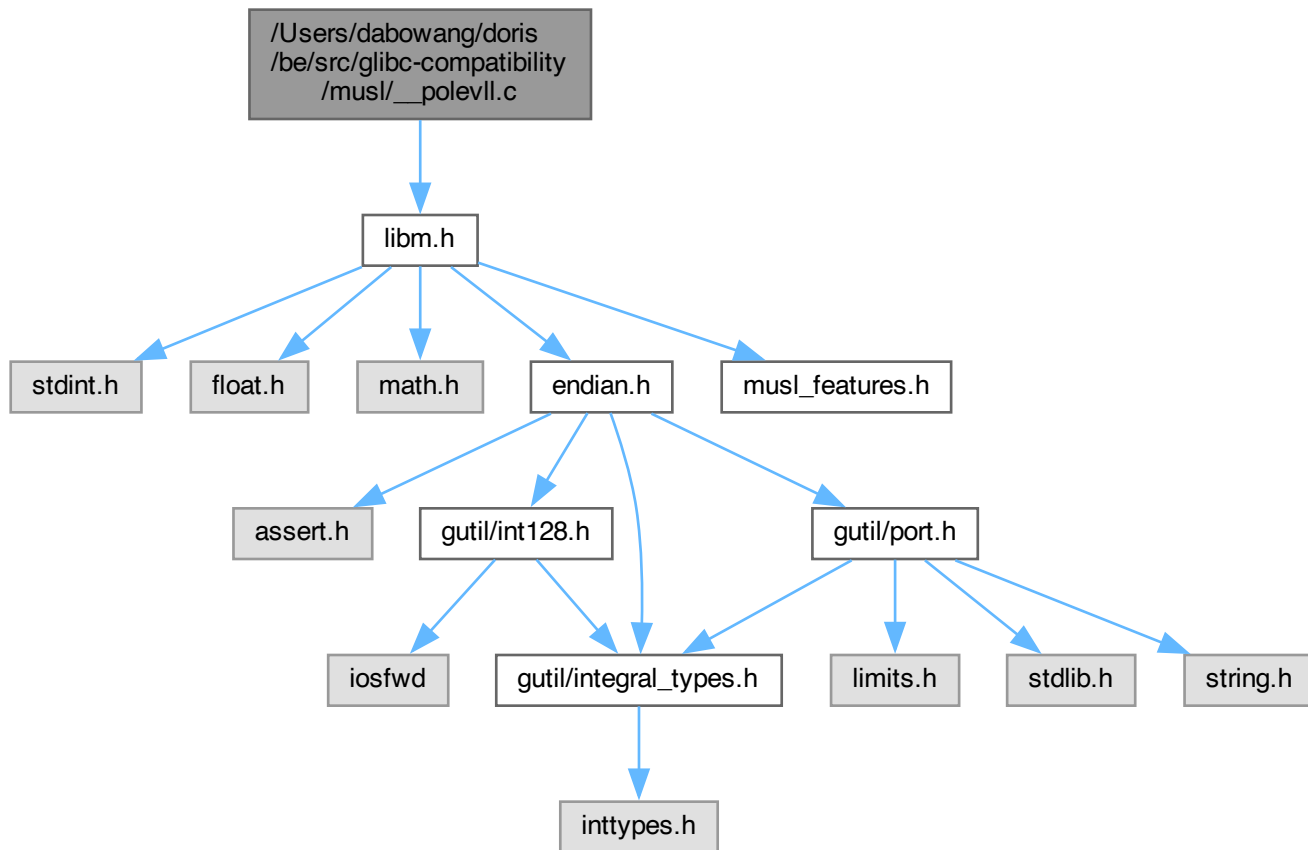 /Users/dabowang/doris
/be/src/glibc-compatibility
/musl/__polevll.c
libm.h
stdint.h
float.h
math.h
endian.h
musl_features.h
assert.h
gutil/int128.h
gutil/port.h
iosfwd
gutil/integral_types.h
limits.h
stdlib.h
string.h
inttypes.h